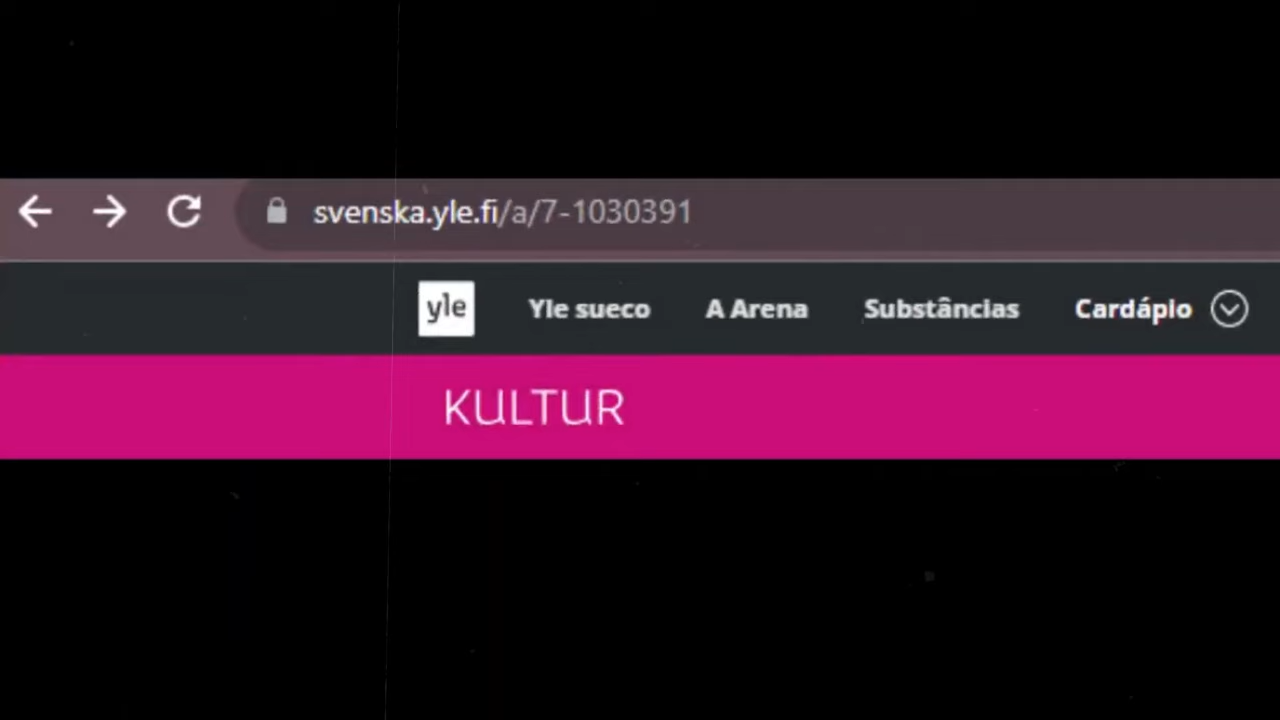 svenska.yle.fi/a/7-1030391
yle Yle sueco A Arena Substâncias Cardápio
KULTUR